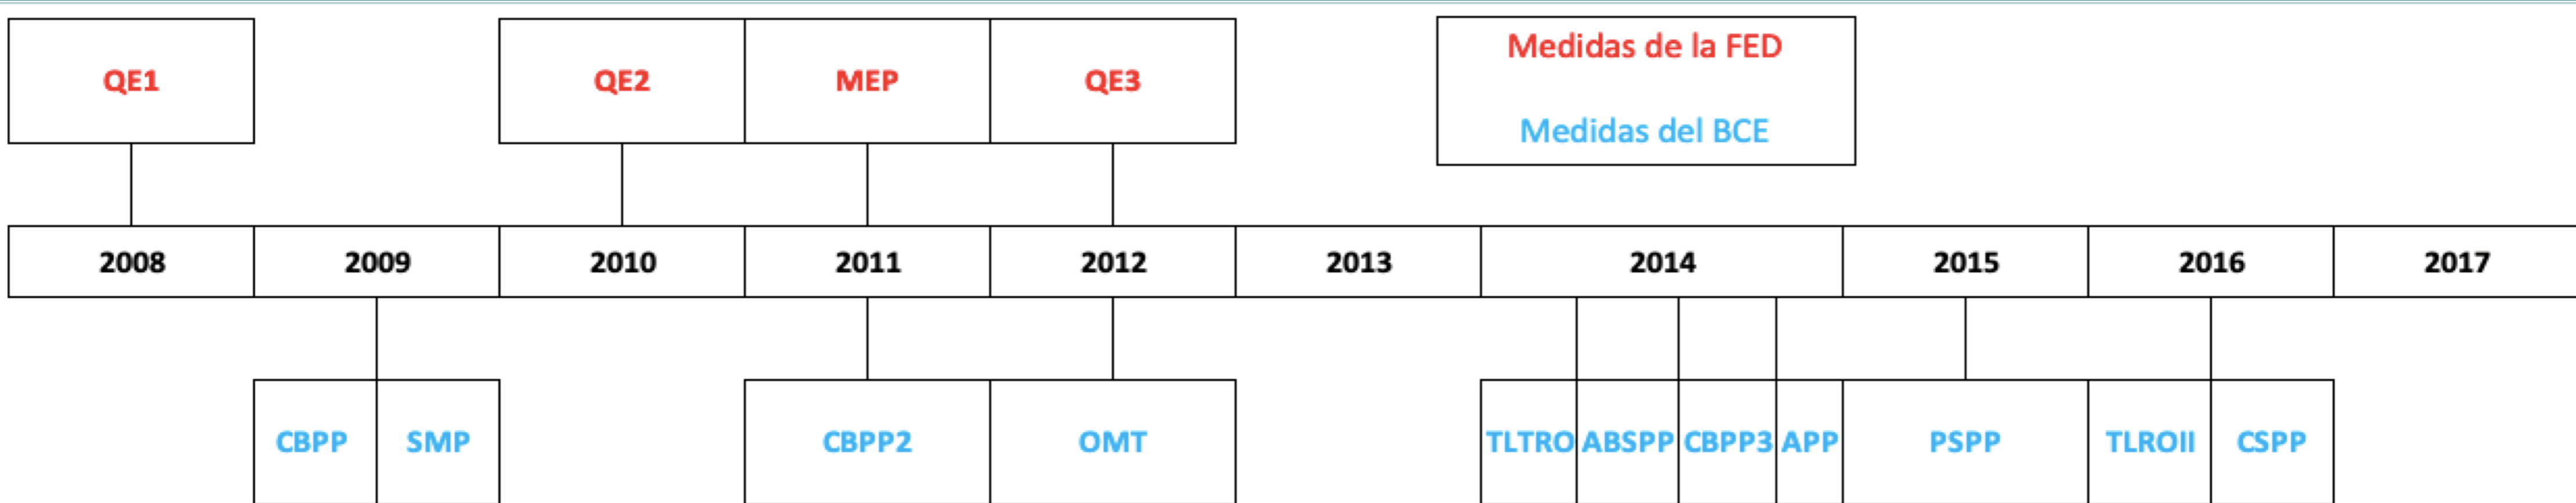 QE1 QE2 MEP QE3
Medidas de la FED
Medidas del BCE
2008 2009 2010 2011 2012 2013 2014 2015 2016 2017
CBPP SMP CBPP2 OMT TLTRO ABSPP CBPP3 APP PSPP TLROII CSPP